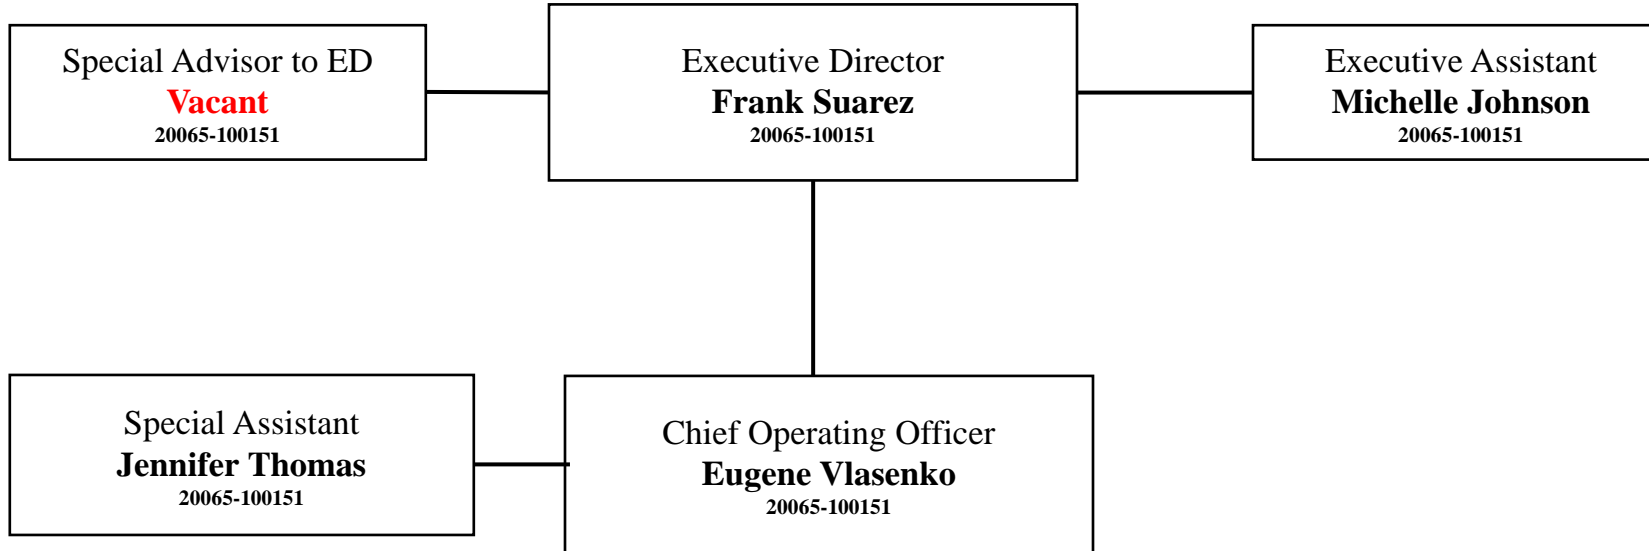 Special Advisor to ED
Vacant
20065-100151
Executive Director
Frank Suarez
20065-100151
Executive Assistant
Michelle Johnson
20065-100151
Special Assistant
Jennifer Thomas
20065-100151
Chief Operating Officer
Eugene Vlasenko
20065-100151